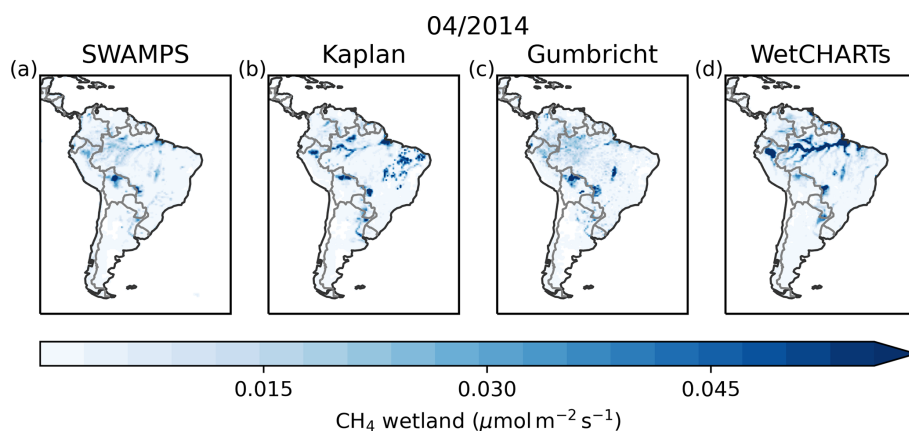 04/2014
SWAMPS Kaplan Gumbricht WetCHARTs
(a) (b) (c) (d)
0.015 0.030 0.045
CH₄ wetland (μmol m⁻² s⁻¹)